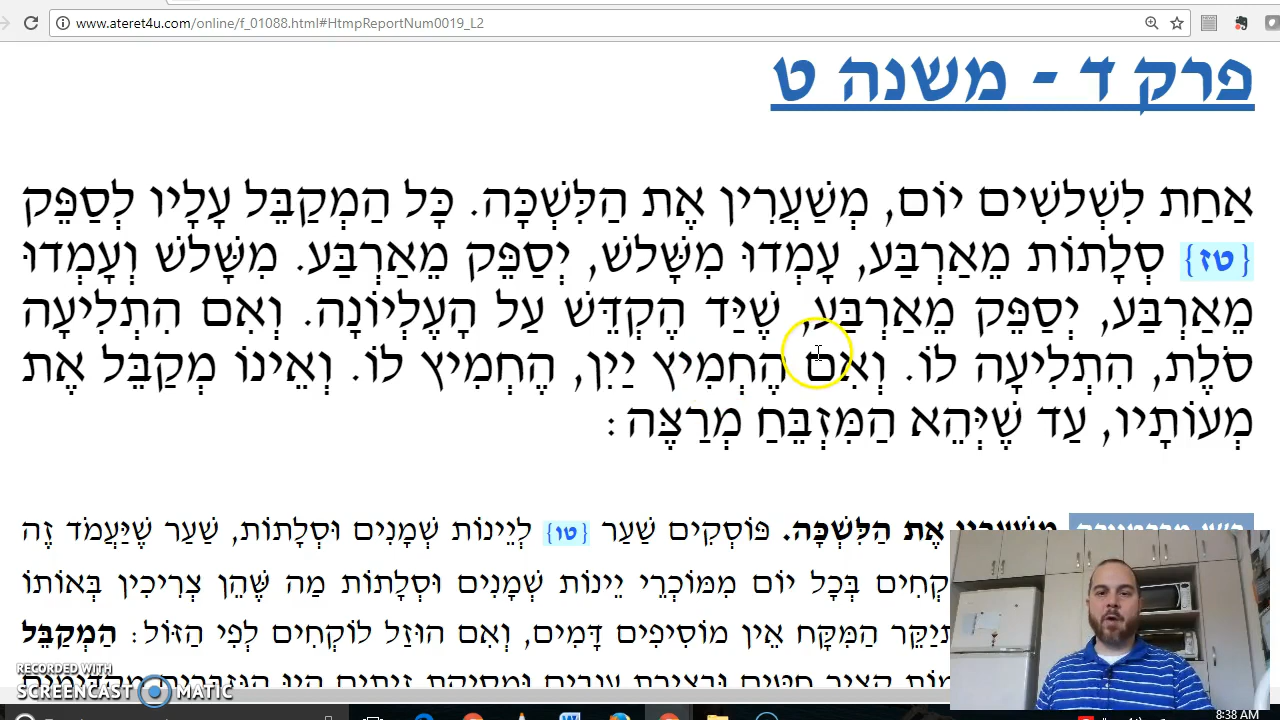 www.ateret4u.com/online/f_01088.html#HtmpReportNum0019_L2
פרק ד - משנה ט
אַחַת לִשְׁלשִׁים יוֹם, מְשַׁעֲרִין אֶת הַלִּשְׁכָּה. כָּל הַמְקַבֵּל עָלָיו לְסַפֵּק
{טז} סְלָתוֹת מֵאַרְבַּע, עָמְדוּ מִשָּׁלשׁ, יְסַפֵּק מֵאַרְבַּע. מִשָּׁלשׁ וְעָמְדוּ
מֵאַרְבַּע, יְסַפֵּק מֵאַרְבַּע, שֶׁיַּד הֶקְדֵּשׁ עַל הָעֶלְיוֹנָה. וְאִם הִתְלִיעָה
סֹלֶת, הִתְלִיעָה לוֹ. וְאִם הֶחְמִיץ יַיִן, הֶחְמִיץ לוֹ. וְאֵינוֹ מְקַבֵּל אֶת
מְעוֹתָיו, עַד שֶׁיְּהֵא הַמִּזְבֵּחַ מְרַצֶּה:
אֶת הַלִּשְׁכָּה. פּוֹסְקִים שַׁעַר {טו} לְיֵינוֹת שְׁמָנִים וּסְלָתוֹת, שַׁעַר שֶׁיַּעֲמֹד זֶה
בְּכָל יוֹם מִמּוֹכְרֵי יֵינוֹת שְׁמָנִים וּסְלָתוֹת מַה שֶּׁהֵן צְרִיכִין בְּאוֹתוֹ
הַמִּקָּח אֵין מוֹסִיפִים דָּמִים, וְאִם הוּזַל לוֹקְחִים לְפִי הַזּוֹל: הַמְקַבֵּל
RECORDED WITH
SCREENCAST MATIC
8:38 AM